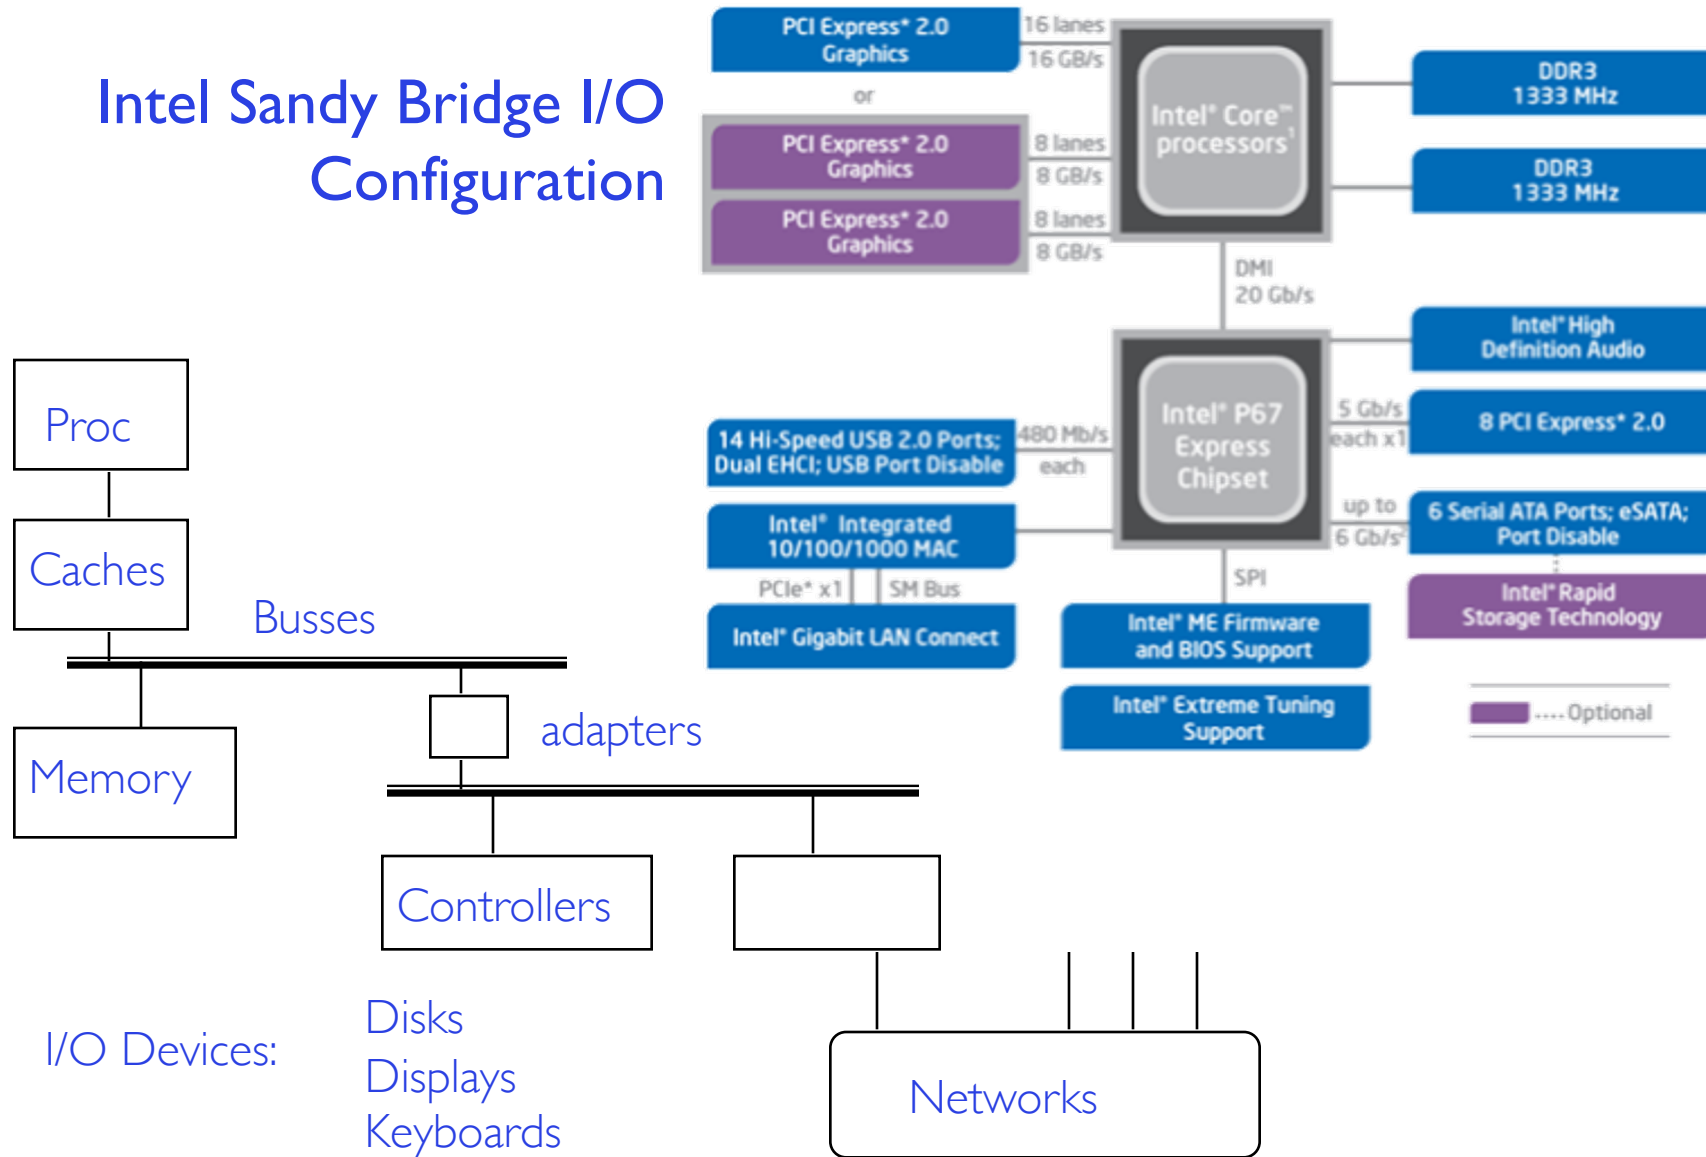 Intel Sandy Bridge I/O
Configuration
PCI Express* 2.0
Graphics
16 lanes
16 GB/s
or
PCI Express* 2.0
Graphics
8 lanes
8 GB/s
PCI Express* 2.0
Graphics
8 lanes
8 GB/s
Intel® Core™
processors¹
DDR3
1333 MHz
DDR3
1333 MHz
DMI
20 Gb/s
Intel® High
Definition Audio
Intel® P67
Express
Chipset
5 Gb/s
each x1
8 PCI Express* 2.0
14 Hi-Speed USB 2.0 Ports;
Dual EHCI; USB Port Disable
480 Mb/s
each
up to
6 Gb/s²
6 Serial ATA Ports; eSATA;
Port Disable
Intel® Integrated
10/100/1000 MAC
PCIe* x1
SM Bus
Intel® Gigabit LAN Connect
SPI
Intel® ME Firmware
and BIOS Support
Intel® Rapid
Storage Technology
Intel® Extreme Tuning
Support
Optional
Proc
Caches
Busses
Memory
adapters
Controllers
I/O Devices:
Disks
Displays
Keyboards
Networks